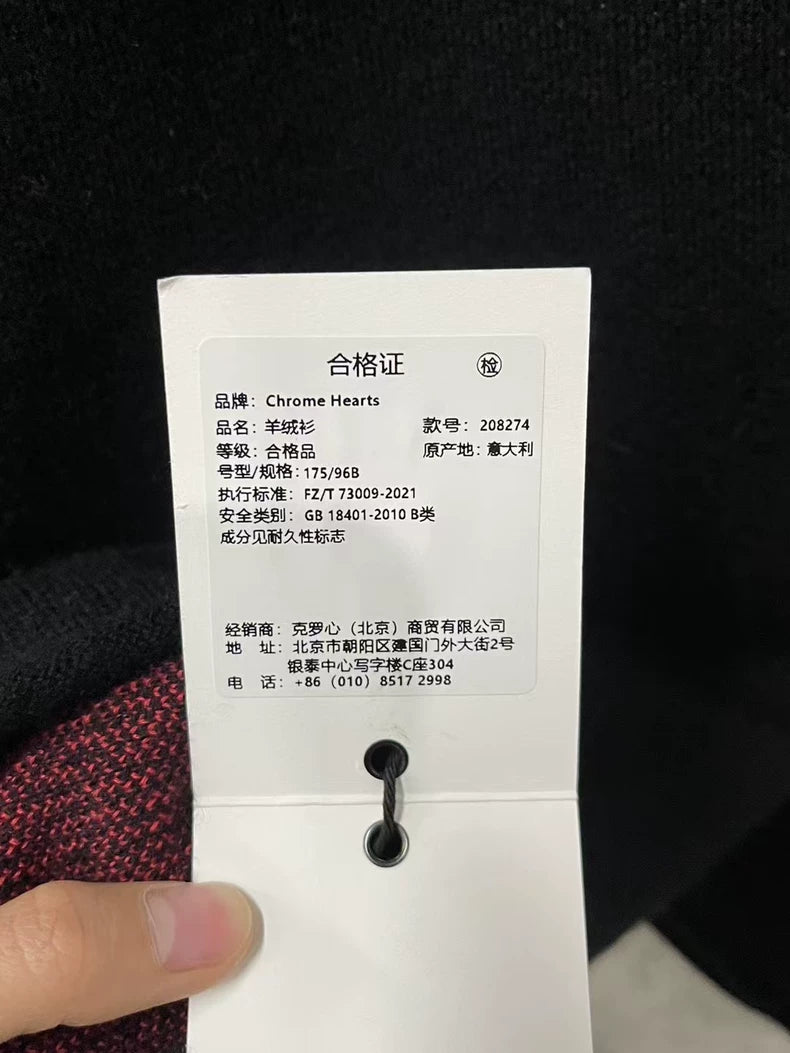 合格证 检
品牌：Chrome Hearts
品名：羊绒衫 款号：208274
等级：合格品 原产地：意大利
号型/规格：175/96B
执行标准：FZ/T 73009-2021
安全类别：GB 18401-2010 B类
成分见耐久性标志
经销商：克罗心（北京）商贸有限公司
地 址：北京市朝阳区建国门外大街2号
银泰中心写字楼C座304
电 话：+86（010）8517 2998